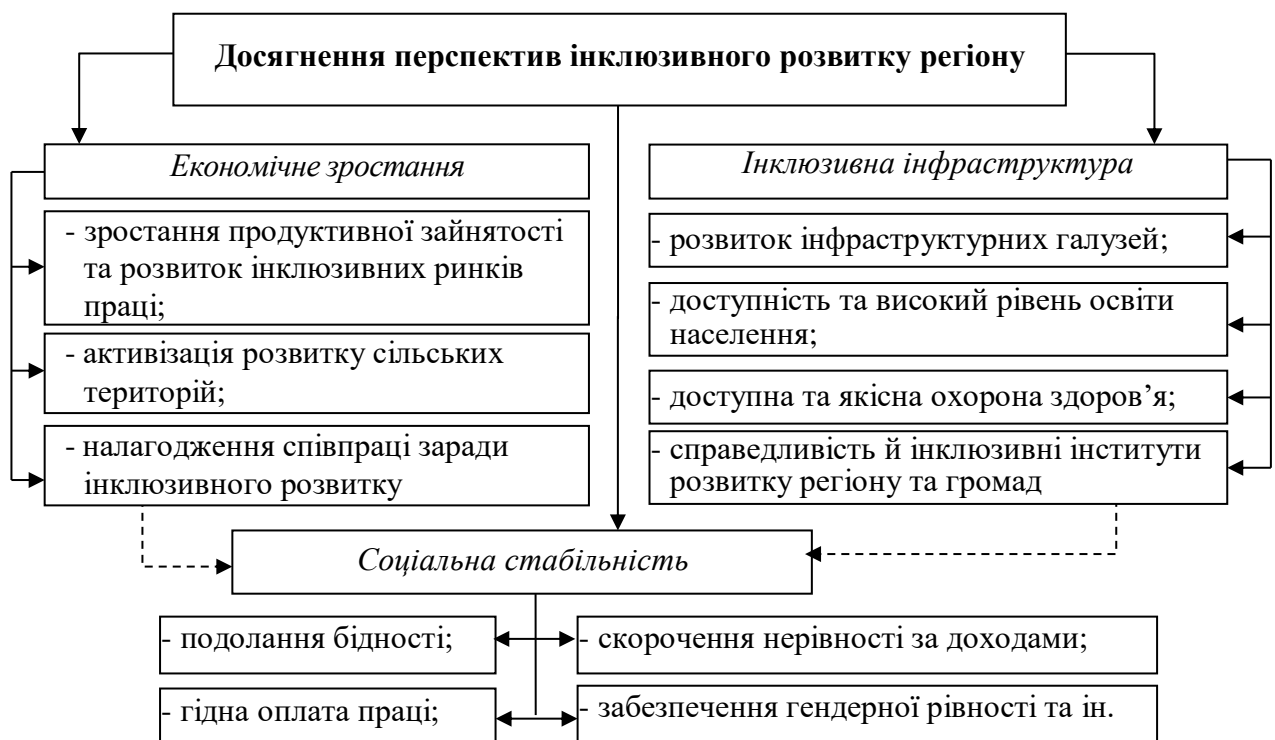 Досягнення перспектив інклюзивного розвитку регіону
Економічне зростання
- зростання продуктивної зайнятості
та розвиток інклюзивних ринків
праці;
- активізація розвитку сільських
територій;
- налагодження співпраці заради
інклюзивного розвитку
Інклюзивна інфраструктура
- розвиток інфраструктурних галузей;
- доступність та високий рівень освіти
населення;
- доступна та якісна охорона здоров’я;
- справедливість й інклюзивні інститути
розвитку регіону та громад
Соціальна стабільність
- подолання бідності;
- скорочення нерівності за доходами;
- гідна оплата праці;
- забезпечення гендерної рівності та ін.